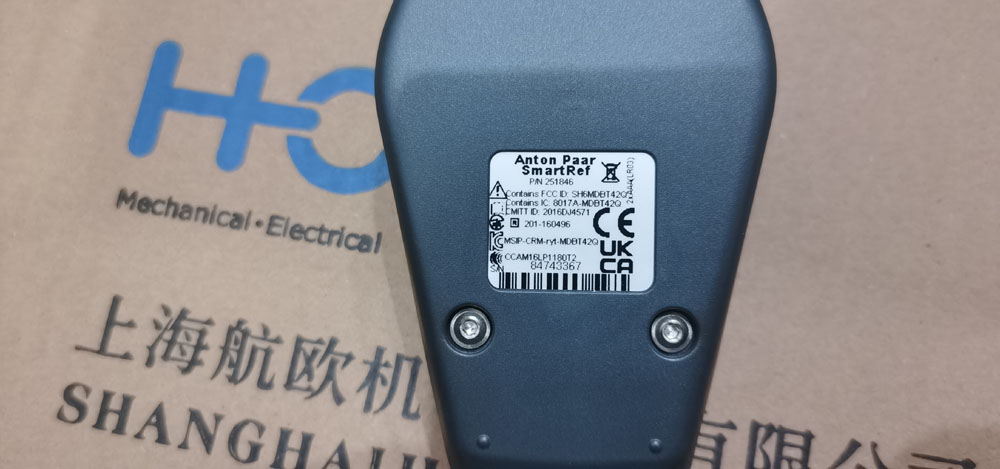 HO
Mechanical·Electrical
上海航欧机
有限公
SHANGHAI
Anton Paar
SmartRef
P/N 251846
2xAAA(LR03)
Contains FCC ID: SH6MDBT42Q
Contains IC: 8017A-MDBT42Q
CMIIT ID: 2016DJ4571
201-160496
CE
MSIP-CRM-ryt-MDBT42Q
UK
CA
CCAM16LP1180T2
S/N
84743367